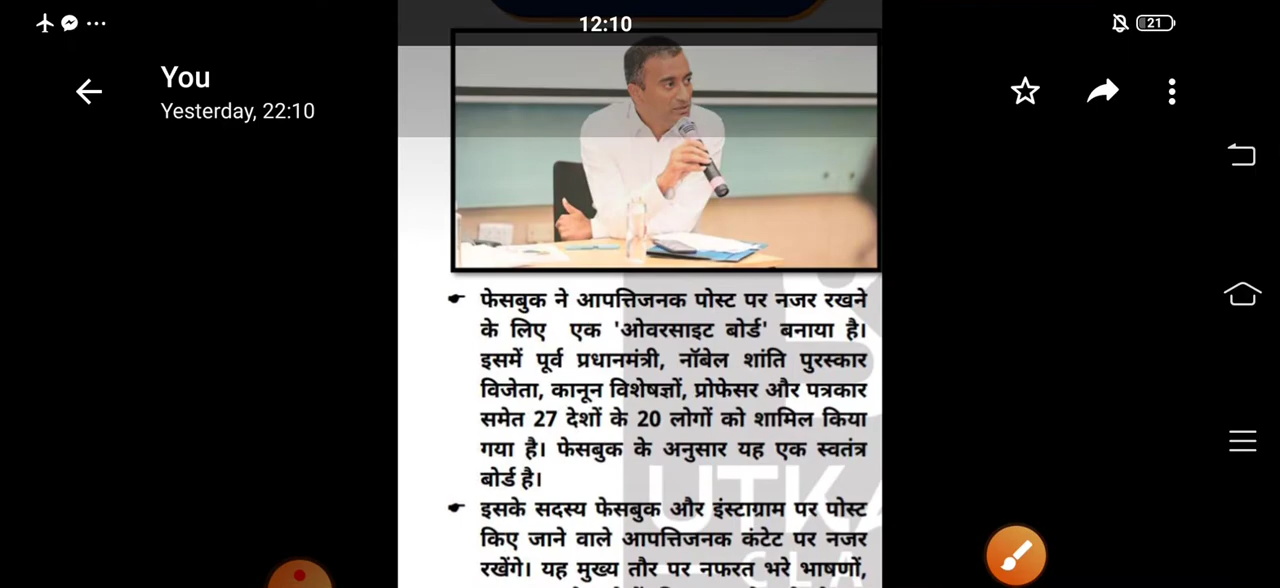 12:10
21
You
Yesterday, 22:10
फेसबुक ने आपत्तिजनक पोस्ट पर नजर रखने
के लिए एक 'ओवरसाइट बोर्ड' बनाया है।
इसमें पूर्व प्रधानमंत्री, नॉबेल शांति पुरस्कार
विजेता, कानून विशेषज्ञों, प्रोफेसर और पत्रकार
समेत 27 देशों के 20 लोगों को शामिल किया
गया है। फेसबुक के अनुसार यह एक स्वतंत्र
बोर्ड है।
इसके सदस्य फेसबुक और इंस्टाग्राम पर पोस्ट
किए जाने वाले आपत्तिजनक कंटेट पर नजर
रखेंगे। यह मुख्य तौर पर नफरत भरे भाषणों,
UTKA
CLA